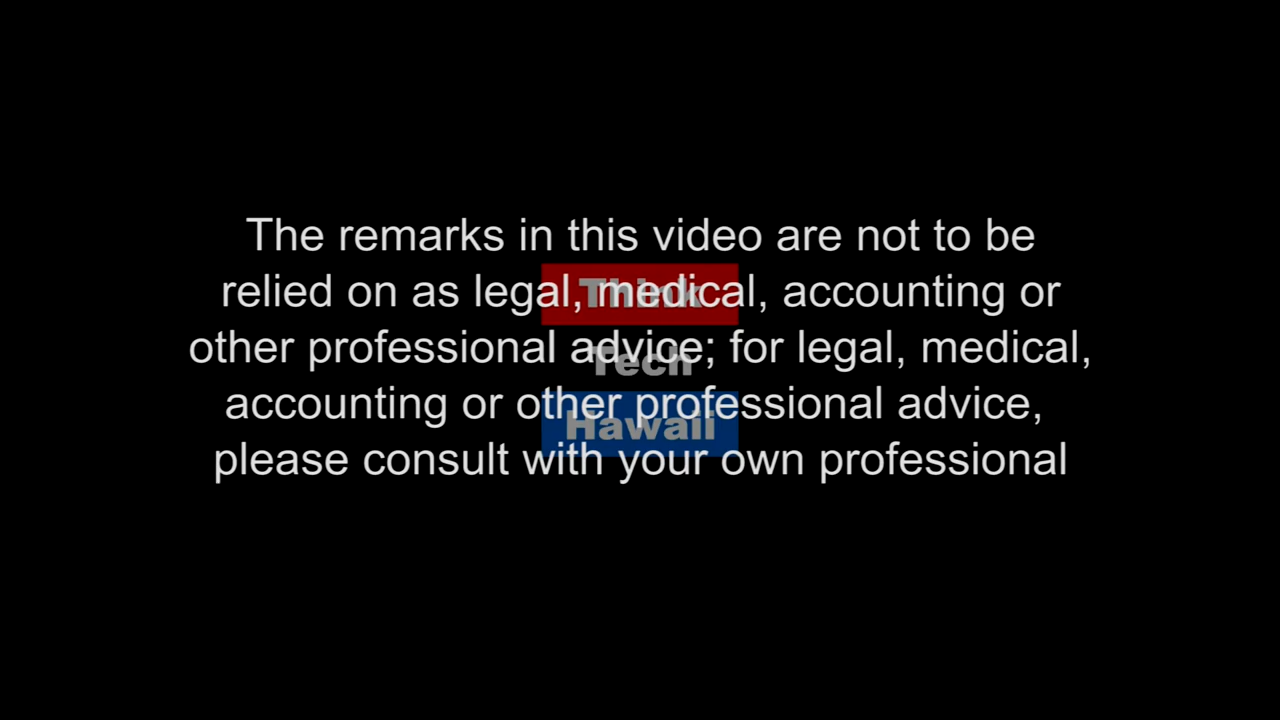 The remarks in this video are not to be
relied on as legal, medical, accounting or
other professional advice; for legal, medical,
accounting or other professional advice,
please consult with your own professional
Think
Tech
Hawaii